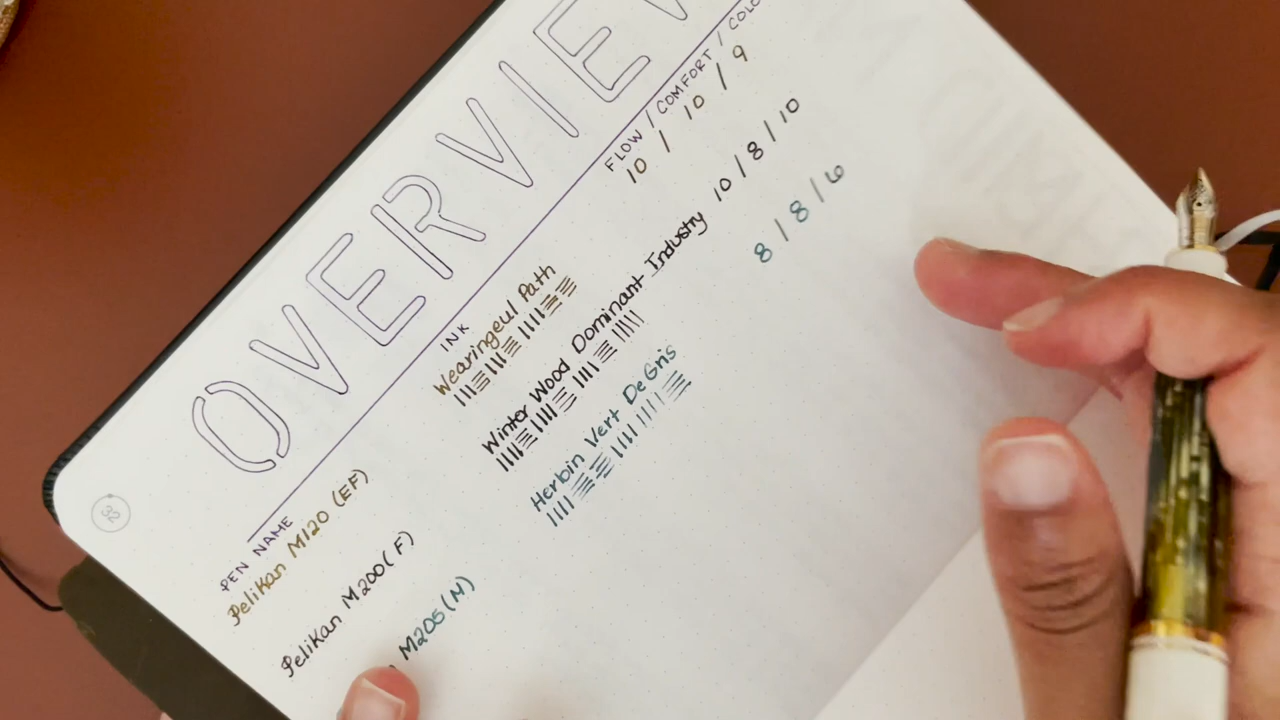 OVERVIEW
PEN NAME INK FLOW / COMFORT /
Pelikan M120 (EF) Wearingeul Path 10 / 10 / 9
Pelikan M200 (F) Winter Wood Dominant Industry 10 / 8 / 10
M205 (N) Herbin Vert De Gris 8 / 8 / 6
32